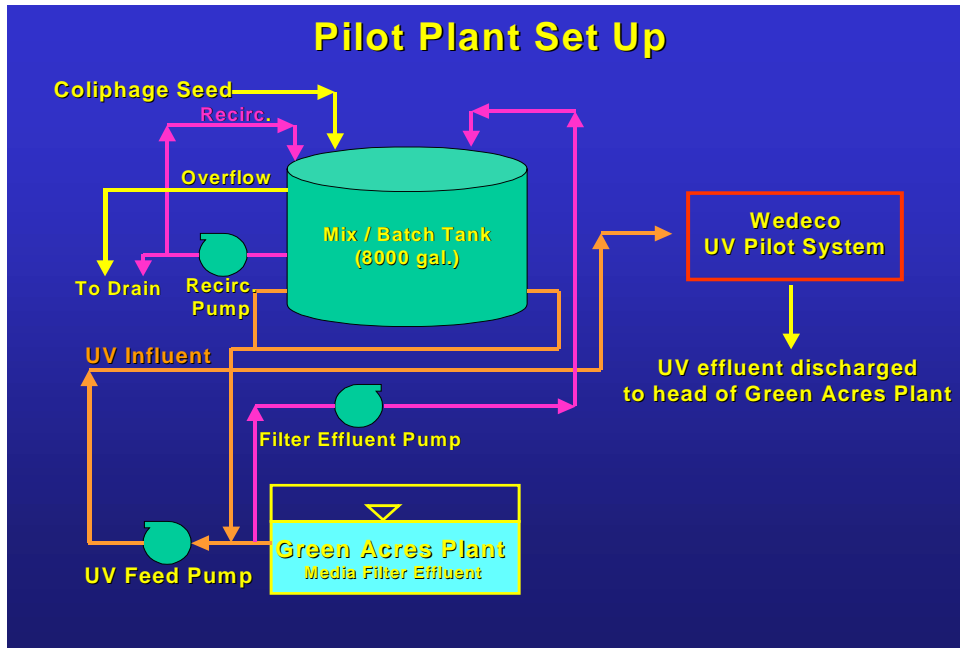 Pilot Plant Set Up
Coliphage Seed
Recirc.
Overflow
Mix / Batch Tank
(8000 gal.)
Wedeco
UV Pilot System
To Drain
Recirc.
Pump
UV Influent
UV effluent discharged
to head of Green Acres Plant
Filter Effluent Pump
Green Acres Plant
Media Filter Effluent
UV Feed Pump